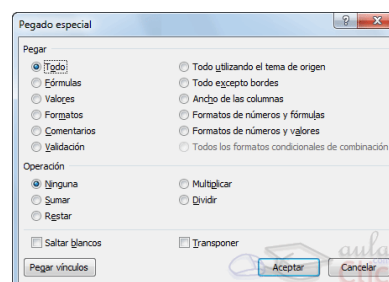 Pegado especial
Pegar
Todo
Todo utilizando el tema de origen
Fórmulas
Todo excepto bordes
Valores
Ancho de las columnas
Formatos
Formatos de números y fórmulas
Comentarios
Formatos de números y valores
Validación
Todos los formatos condicionales de combinación
Operación
Ninguna
Multiplicar
Sumar
Dividir
Restar
Saltar blancos
Transponer
Pegar vínculos
Aceptar
Cancelar
aula
Clic